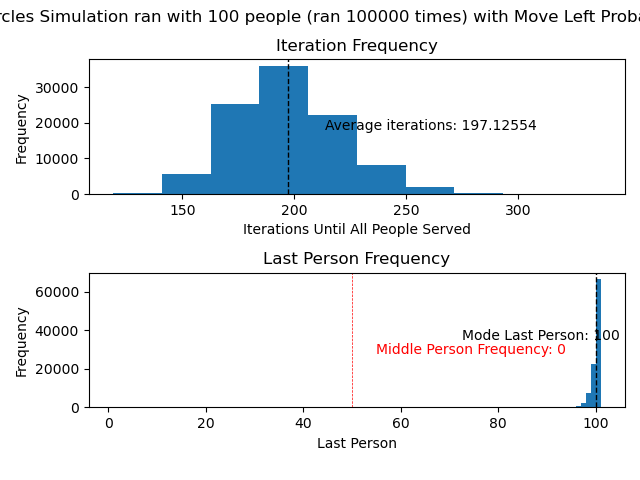 rcles Simulation ran with 100 people (ran 100000 times) with Move Left Proba
Iteration Frequency
30000
20000
10000
0
Frequency
Average iterations: 197.12554
150 200 250 300
Iterations Until All People Served
Last Person Frequency
60000
40000
20000
0
Frequency
Mode Last Person: 100
Middle Person Frequency: 0
0 20 40 60 80 100
Last Person